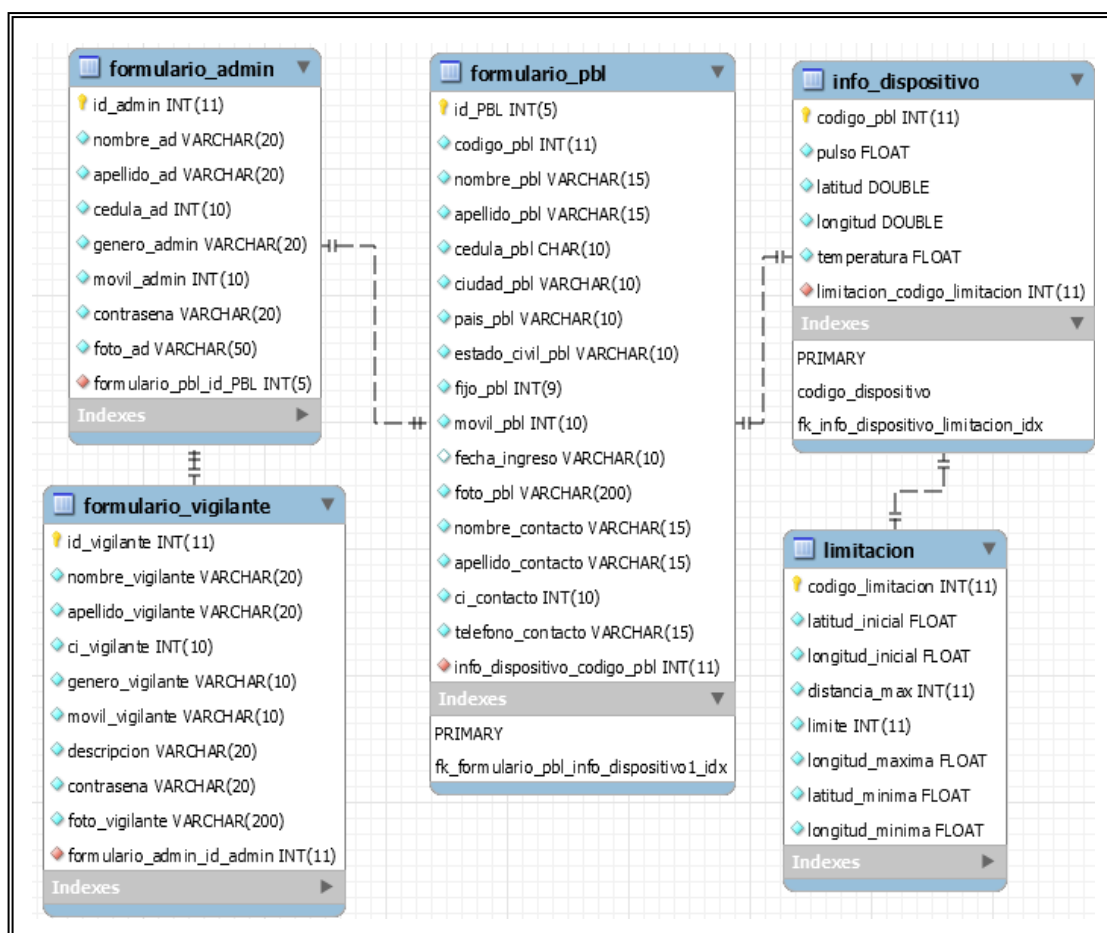 formulario_admin
id_admin INT(11)
nombre_ad VARCHAR(20)
apellido_ad VARCHAR(20)
cedula_ad INT(10)
genero_admin VARCHAR(20)
movil_admin INT(10)
contrasena VARCHAR(20)
foto_ad VARCHAR(50)
formulario_pbl_id_PBL INT(5)
Indexes
formulario_vigilante
id_vigilante INT(11)
nombre_vigilante VARCHAR(20)
apellido_vigilante VARCHAR(20)
ci_vigilante INT(10)
genero_vigilante VARCHAR(10)
movil_vigilante VARCHAR(10)
descripcion VARCHAR(20)
contrasena VARCHAR(20)
foto_vigilante VARCHAR(200)
formulario_admin_id_admin INT(11)
Indexes
formulario_pbl
id_PBL INT(5)
codigo_pbl INT(11)
nombre_pbl VARCHAR(15)
apellido_pbl VARCHAR(15)
cedula_pbl CHAR(10)
ciudad_pbl VARCHAR(10)
pais_pbl VARCHAR(10)
estado_civil_pbl VARCHAR(10)
fijo_pbl INT(9)
movil_pbl INT(10)
fecha_ingreso VARCHAR(10)
foto_pbl VARCHAR(200)
nombre_contacto VARCHAR(15)
apellido_contacto VARCHAR(15)
ci_contacto INT(10)
telefono_contacto VARCHAR(15)
info_dispositivo_codigo_pbl INT(11)
Indexes
PRIMARY
fk_formulario_pbl_info_dispositivo1_idx
info_dispositivo
codigo_pbl INT(11)
pulso FLOAT
latitud DOUBLE
longitud DOUBLE
temperatura FLOAT
limitacion_codigo_limitacion INT(11)
Indexes
PRIMARY
codigo_dispositivo
fk_info_dispositivo_limitacion_idx
limitacion
codigo_limitacion INT(11)
latitud_inicial FLOAT
longitud_inicial FLOAT
distancia_max INT(11)
limite INT(11)
longitud_maxima FLOAT
latitud_minima FLOAT
longitud_minima FLOAT
Indexes